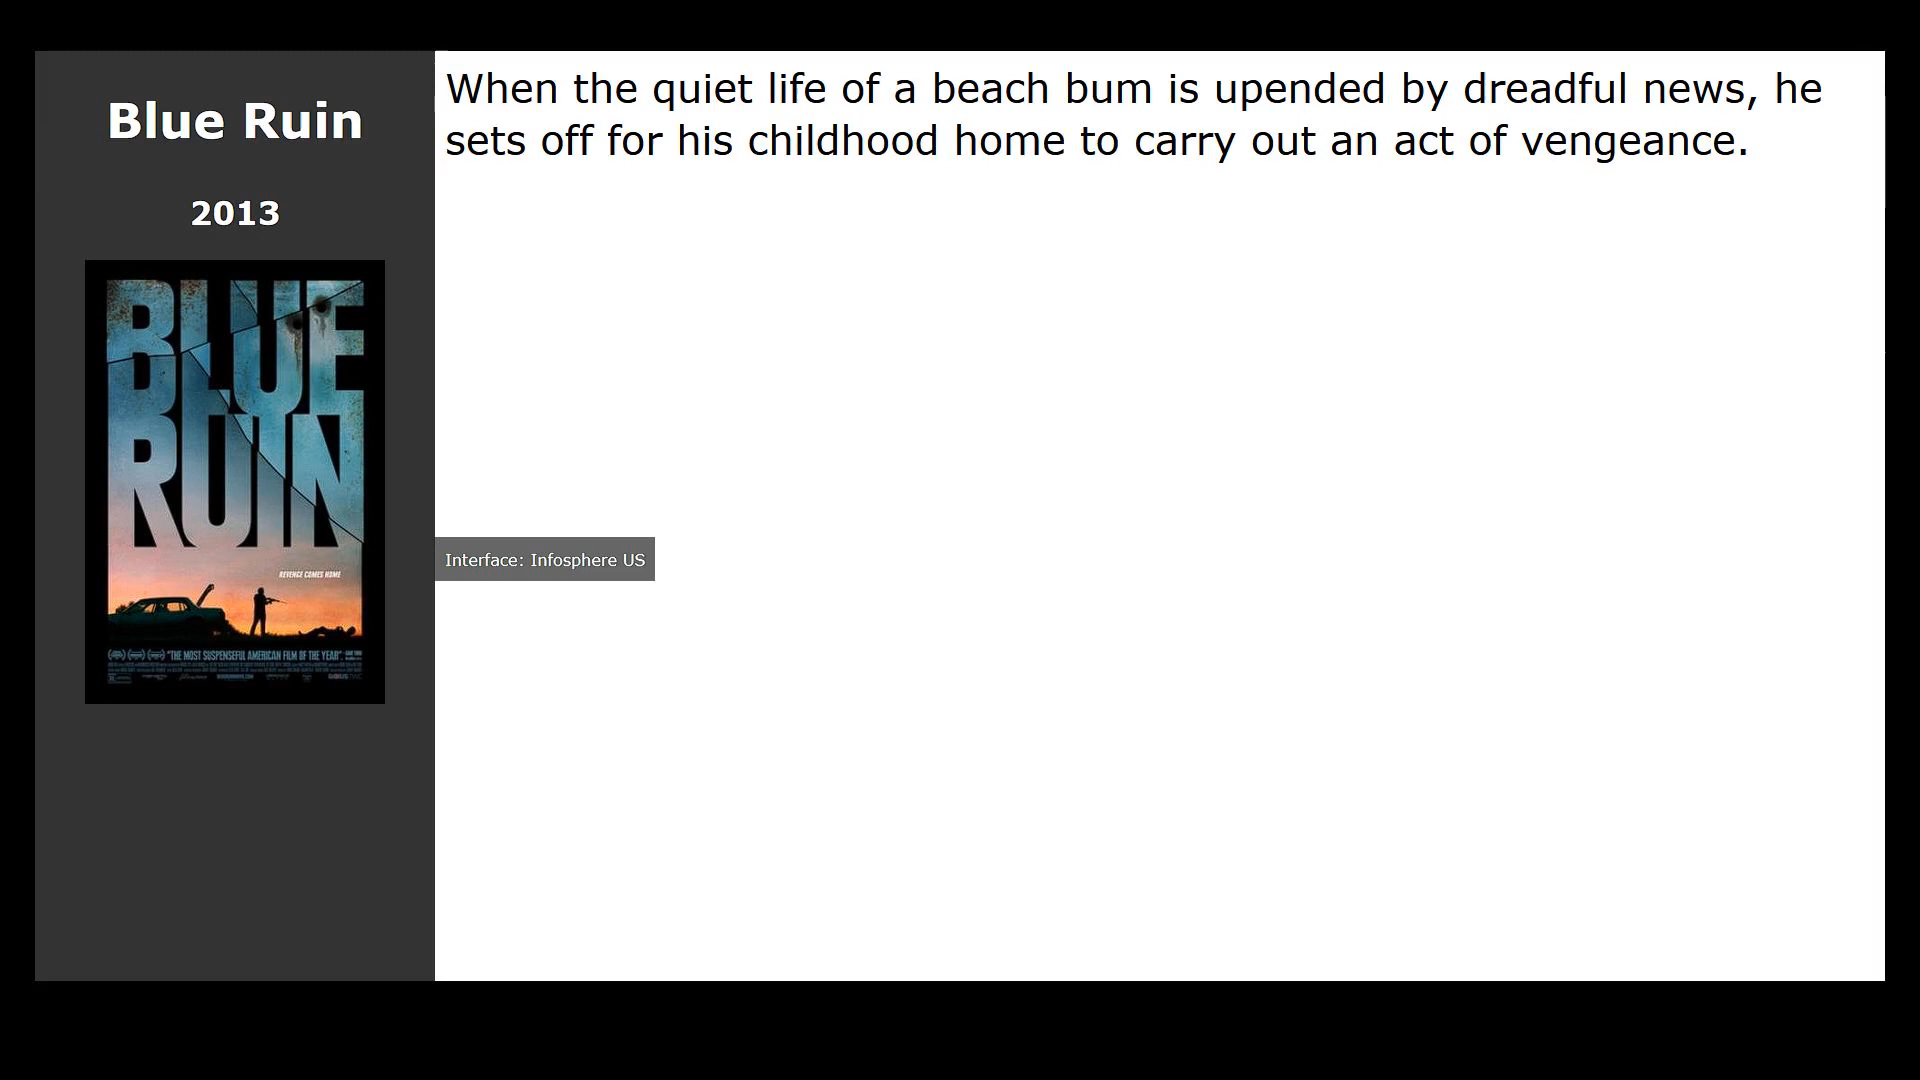 Blue Ruin
2013
BLUE
RUIN
REVENGE COMES HOME
"THE MOST SUSPENSEFUL AMERICAN FILM OF THE YEAR"
When the quiet life of a beach bum is upended by dreadful news, he
sets off for his childhood home to carry out an act of vengeance.
Interface: Infosphere US